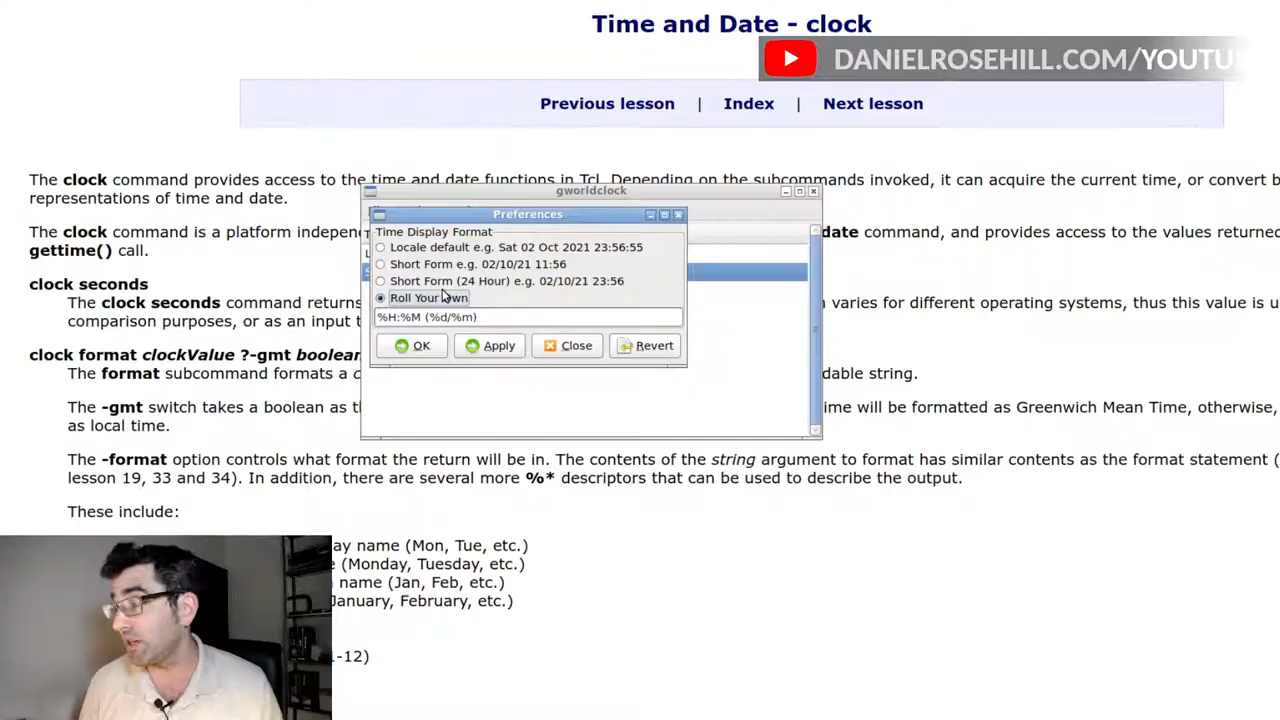 Time and Date - clock
DANIELROSEHILL.COM/YOUTU
Previous lesson | Index | Next lesson
The clock command provides access to the time and date functions in Tcl. Depending on the subcommands invoked, it can acquire the current time, or convert b
representations of time and date.
The clock command is a platform indepen
date command, and provides access to the values returned
gettime() call.
clock seconds
The clock seconds command return
varies for different operating systems, thus this value is u
comparison purposes, or as an input t
clock format clockValue ?-gmt boolean
The format subcommand formats a c
dable string.
The -gmt switch takes a boolean as th
ime will be formatted as Greenwich Mean Time, otherwise,
as local time.
The -format option controls what format the return will be in. The contents of the string argument to format has similar contents as the format statement (
lesson 19, 33 and 34). In addition, there are several more %* descriptors that can be used to describe the output.
These include:
ay name (Mon, Tue, etc.)
e (Monday, Tuesday, etc.)
name (Jan, Feb, etc.)
January, February, etc.)
1-12)
gworldclock
Preferences
Time Display Format
Locale default e.g. Sat 02 Oct 2021 23:56:55
Short Form e.g. 02/10/21 11:56
Short Form (24 Hour) e.g. 02/10/21 23:56
Roll Your Own
%H:%M (%d/%m)
OK Apply Close Revert